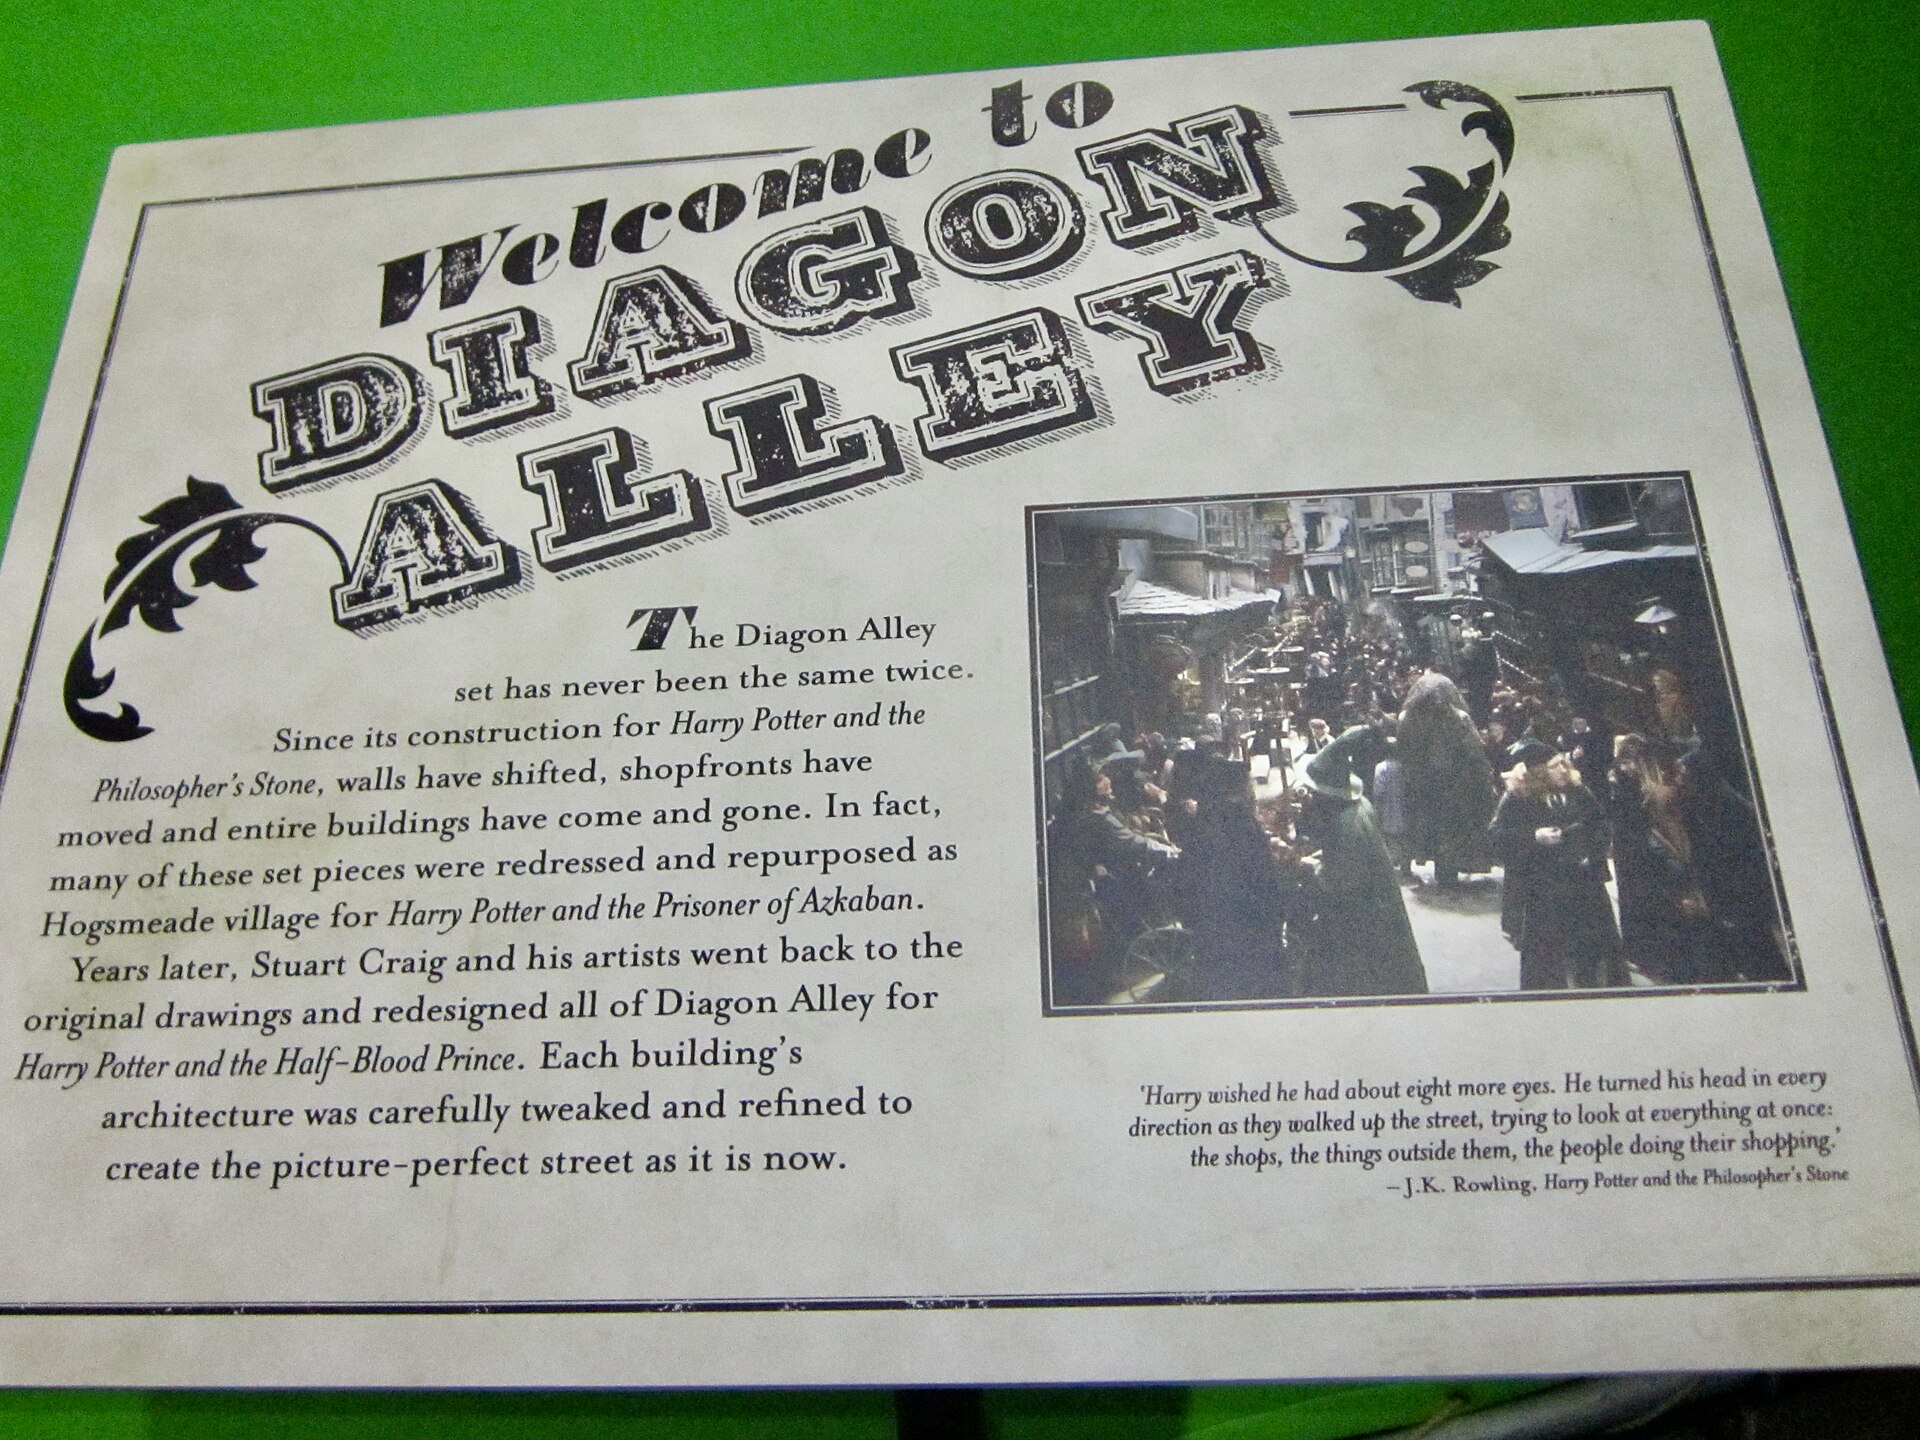 Welcome to
DIAGON
ALLEY
The Diagon Alley
set has never been the same twice.
Since its construction for Harry Potter and the
Philosopher's Stone, walls have shifted, shopfronts have
moved and entire buildings have come and gone. In fact,
many of these set pieces were redressed and repurposed as
Hogsmeade village for Harry Potter and the Prisoner of Azkaban.
Years later, Stuart Craig and his artists went back to the
original drawings and redesigned all of Diagon Alley for
Harry Potter and the Half-Blood Prince. Each building's
architecture was carefully tweaked and refined to
create the picture-perfect street as it is now.
'Harry wished he had about eight more eyes. He turned his head in every
direction as they walked up the street, trying to look at everything at once:
the shops, the things outside them, the people doing their shopping.'
–J.K. Rowling, Harry Potter and the Philosopher's Stone